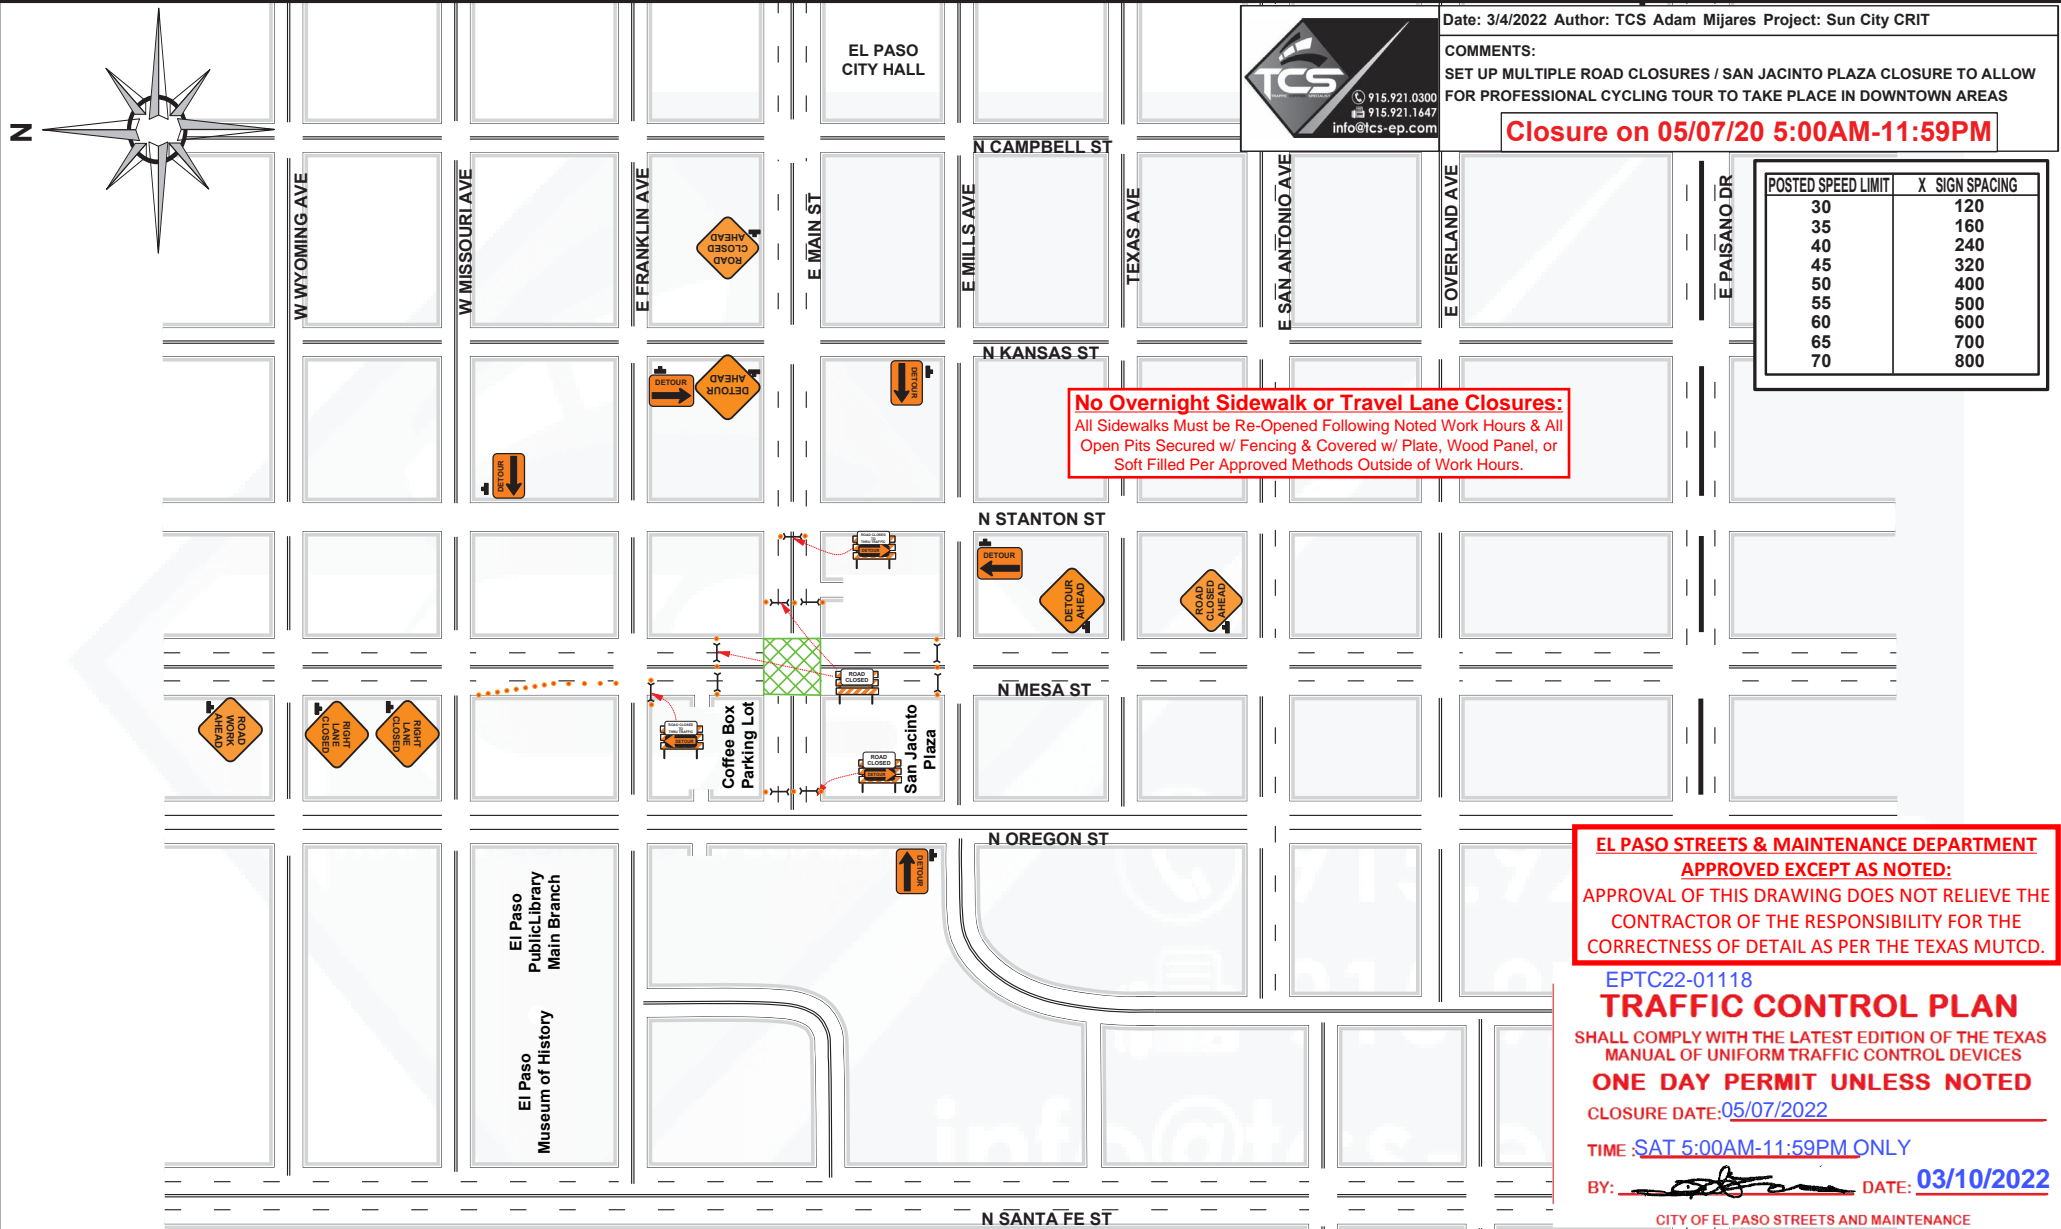 Date: 3/4/2022 Author: TCS Adam Mijares Project: Sun City CRIT
COMMENTS:
SET UP MULTIPLE ROAD CLOSURES / SAN JACINTO PLAZA CLOSURE TO ALLOW
FOR PROFESSIONAL CYCLING TOUR TO TAKE PLACE IN DOWNTOWN AREAS
Closure on 05/07/20 5:00AM-11:59PM
TCS
915.921.0300
915.921.1647
info@tcs-ep.com
EL PASO
CITY HALL
N
N CAMPBELL ST
W WYOMING AVE
W MISSOURI AVE
E FRANKLIN AVE
E MAIN ST
E MILLS AVE
TEXAS AVE
E SAN ANTONIO AVE
E OVERLAND AVE
E PAISANO DR
POSTED SPEED LIMIT X SIGN SPACING
30 120
35 160
40 240
45 320
50 400
55 500
60 600
65 700
70 800
ROAD
CLOSED
AHEAD
N KANSAS ST
DETOUR
DETOUR
AHEAD
DETOUR
No Overnight Sidewalk or Travel Lane Closures:
All Sidewalks Must be Re-Opened Following Noted Work Hours & All
Open Pits Secured w/ Fencing & Covered w/ Plate, Wood Panel, or
Soft Filled Per Approved Methods Outside of Work Hours.
DETOUR
N STANTON ST
ROAD CLOSED
TO
THRU TRAFFIC
DETOUR
DETOUR
DETOUR
AHEAD
ROAD
CLOSED
AHEAD
ROAD
CLOSED
N MESA ST
ROAD
WORK
AHEAD
RIGHT
LANE
CLOSED
RIGHT
LANE
CLOSED
ROAD CLOSED
TO
THRU TRAFFIC
DETOUR
Coffee Box
Parking Lot
ROAD
CLOSED
DETOUR
San Jacinto
Plaza
N OREGON ST
DETOUR
El Paso
PublicLibrary
Main Branch
El Paso
Museum of History
N SANTA FE ST
EL PASO STREETS & MAINTENANCE DEPARTMENT
APPROVED EXCEPT AS NOTED:
APPROVAL OF THIS DRAWING DOES NOT RELIEVE THE
CONTRACTOR OF THE RESPONSIBILITY FOR THE
CORRECTNESS OF DETAIL AS PER THE TEXAS MUTCD.
EPTC22-01118
TRAFFIC CONTROL PLAN
SHALL COMPLY WITH THE LATEST EDITION OF THE TEXAS
MANUAL OF UNIFORM TRAFFIC CONTROL DEVICES
ONE DAY PERMIT UNLESS NOTED
CLOSURE DATE: 05/07/2022
TIME : SAT 5:00AM-11:59PM ONLY
BY: DATE: 03/10/2022
CITY OF EL PASO STREETS AND MAINTENANCE